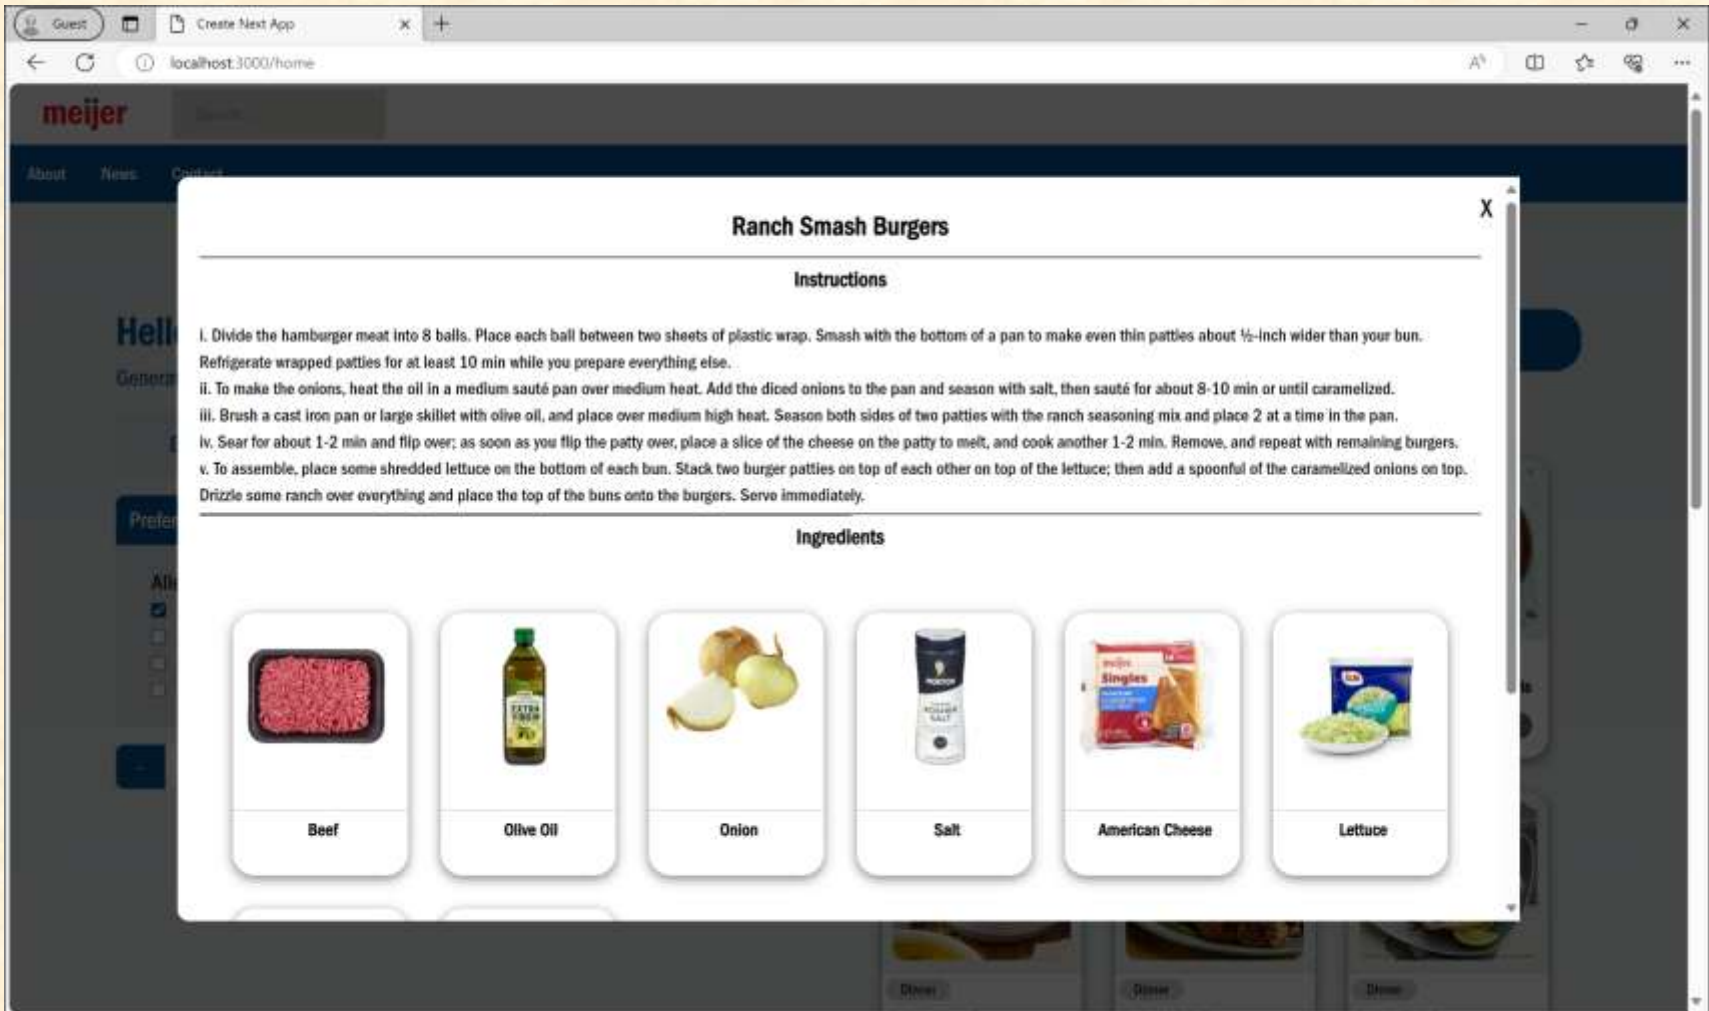 Guest
Create Next App
localhost:3000/home
meijer
Search...
About News Contact
X
Ranch Smash Burgers
Instructions
Hell
Genera
i. Divide the hamburger meat into 8 balls. Place each ball between two sheets of plastic wrap. Smash with the bottom of a pan to make even thin patties about ½-inch wider than your bun.
Refrigerate wrapped patties for at least 10 min while you prepare everything else.
ii. To make the onions, heat the oil in a medium sauté pan over medium heat. Add the diced onions to the pan and season with salt, then sauté for about 8-10 min or until caramelized.
iii. Brush a cast iron pan or large skillet with olive oil, and place over medium high heat. Season both sides of two patties with the ranch seasoning mix and place 2 at a time in the pan.
iv. Sear for about 1-2 min and flip over; as soon as you flip the patty over, place a slice of the cheese on the patty to melt, and cook another 1-2 min. Remove, and repeat with remaining burgers.
v. To assemble, place some shredded lettuce on the bottom of each bun. Stack two burger patties on top of each other on top of the lettuce; then add a spoonful of the caramelized onions on top.
Drizzle some ranch over everything and place the top of the buns onto the burgers. Serve immediately.
Prefer
Ingredients
All
meijer
Singles
MORTON
KOSHER
SALT
EXTRA
VIRGIN
Dole
Beef
Olive Oil
Onion
Salt
American Cheese
Lettuce
Dinner
Dinner
Dinner